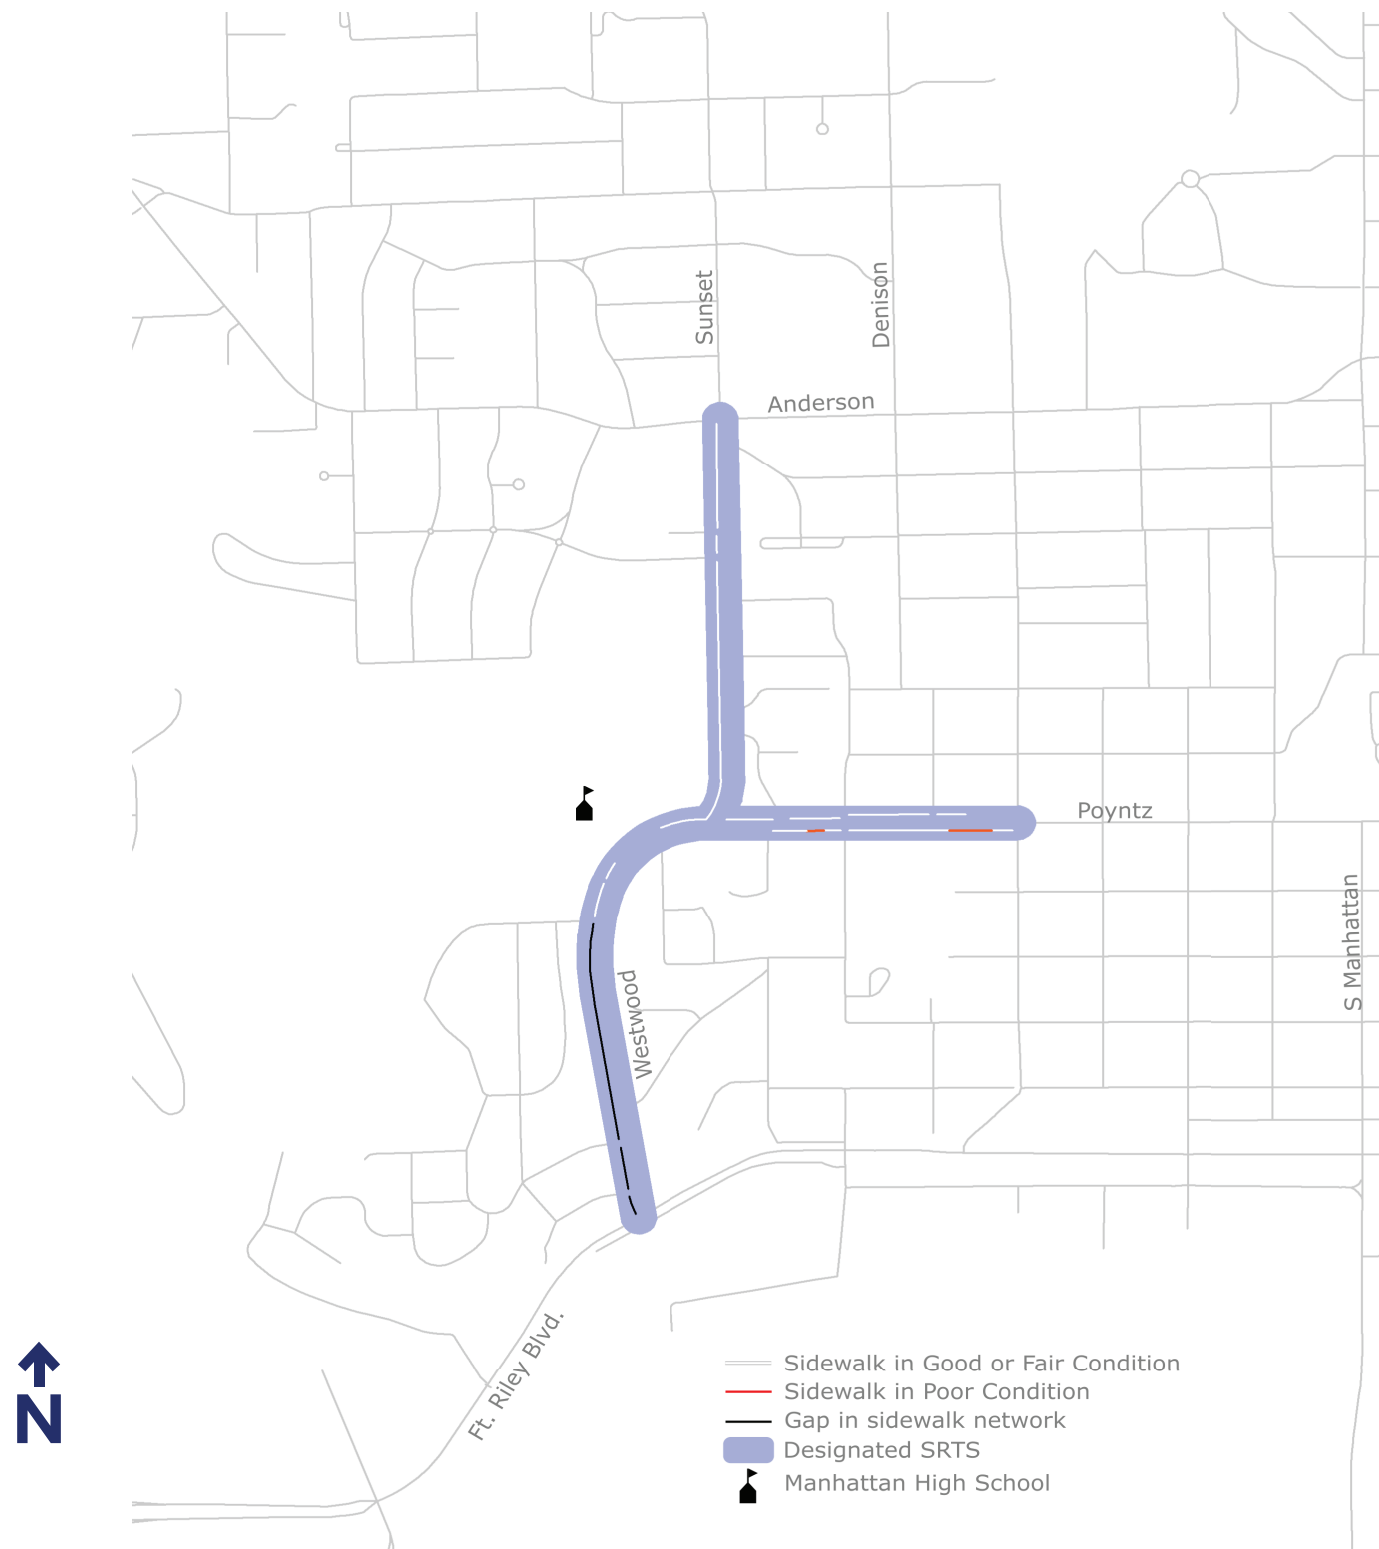 Sunset
Denison
Anderson
Poyntz
S Manhattan
Westwood
Ft. Riley Blvd.
N
Sidewalk in Good or Fair Condition
Sidewalk in Poor Condition
Gap in sidewalk network
Designated SRTS
Manhattan High School